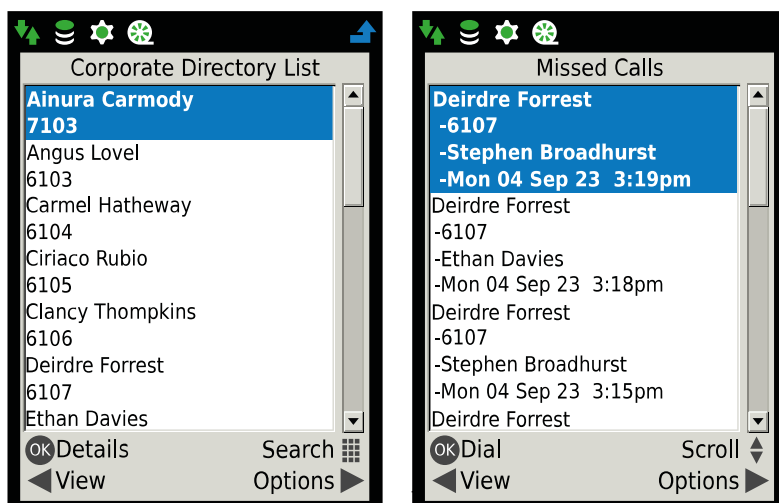 Corporate Directory List
Ainura Carmody
7103
Angus Lovel
6103
Carmel Hatheway
6104
Ciriaco Rubio
6105
Clancy Thompkins
6106
Deirdre Forrest
6107
Ethan Davies
OK Details Search
View Options
Missed Calls
Deirdre Forrest
-6107
-Stephen Broadhurst
-Mon 04 Sep 23 3:19pm
Deirdre Forrest
-6107
-Ethan Davies
-Mon 04 Sep 23 3:18pm
Deirdre Forrest
-6107
-Stephen Broadhurst
-Mon 04 Sep 23 3:15pm
Deirdre Forrest
OK Dial Scroll
View Options